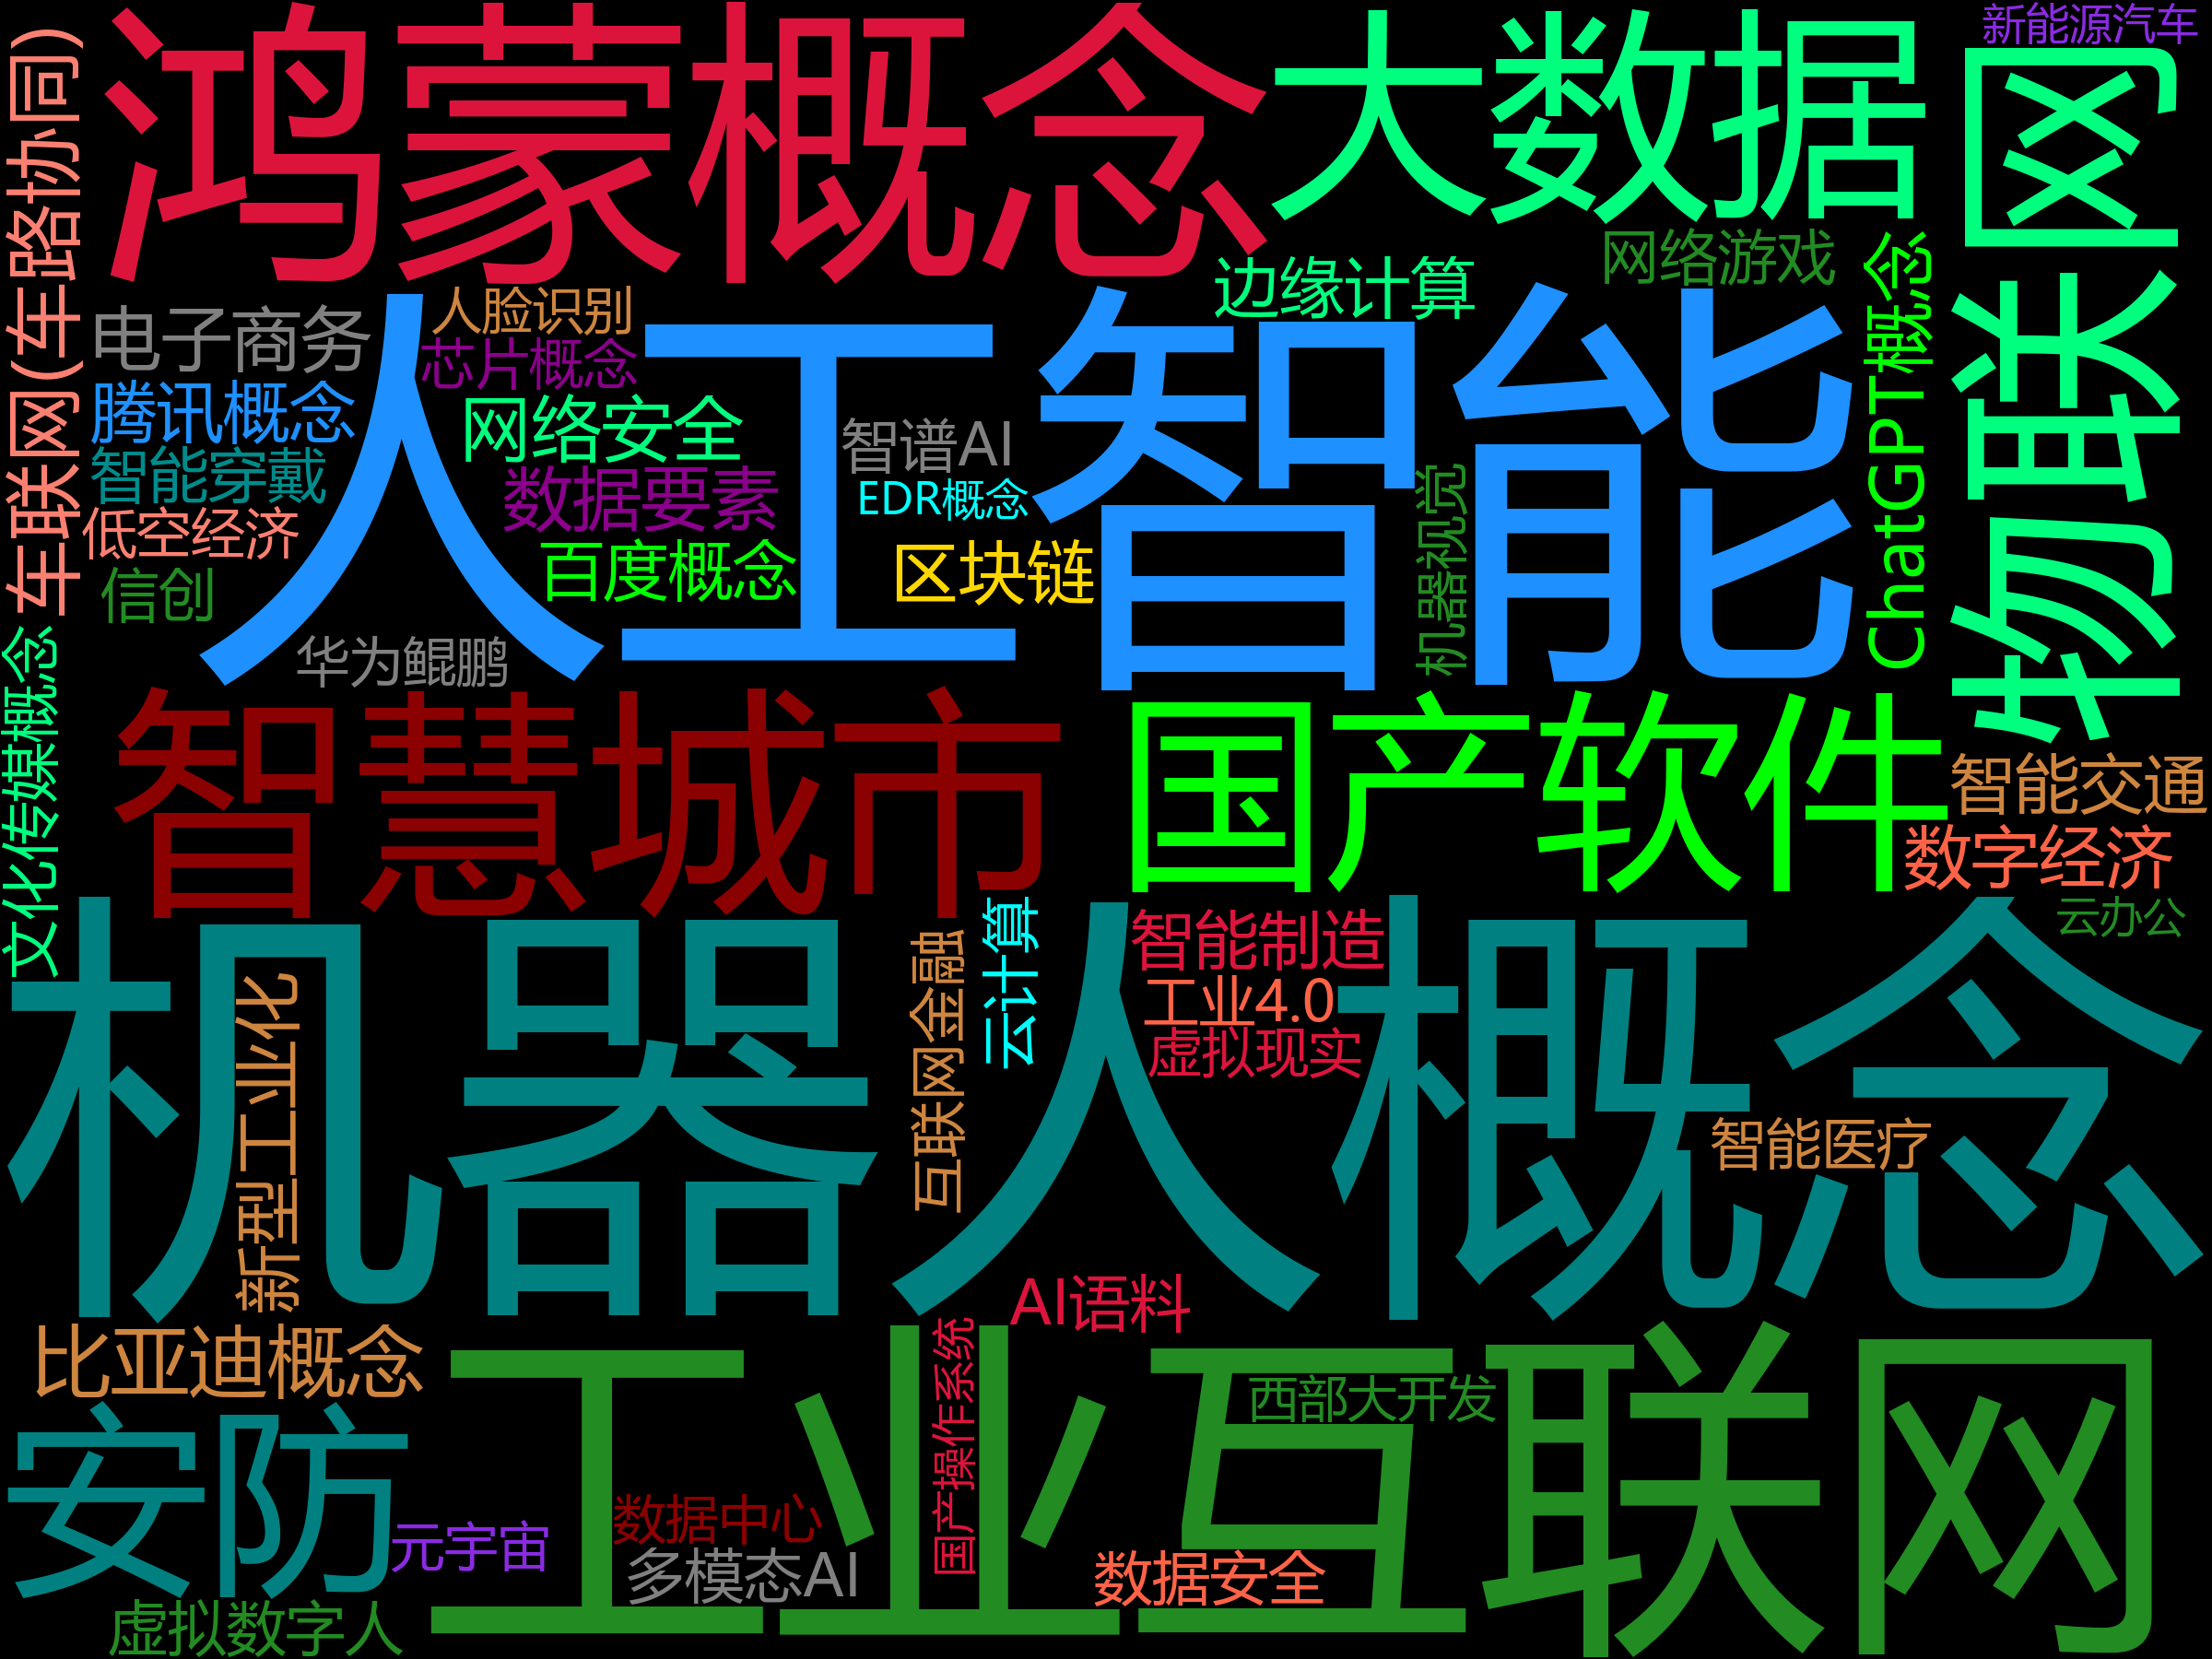 新能源汽车
鸿蒙概念
大数据
物联网
车联网(车路协同)
网络游戏
ChatGPT概念
边缘计算
人工智能
电子商务
人脸识别
芯片概念
腾讯概念
网络安全
智谱AI
智能穿戴
数据要素
EDR概念
机器视觉
低空经济
百度概念
区块链
信创
华为鲲鹏
文化传媒概念
智慧城市
国产软件
智能交通
数字经济
云办公
机器人概念
新型工业化
互联网金融
云计算
智能制造
工业4.0
虚拟现实
智能医疗
AI语料
比亚迪概念
国产操作系统
西部大开发
安防
工业互联网
数据中心
元宇宙
多模态AI
数据安全
虚拟数字人